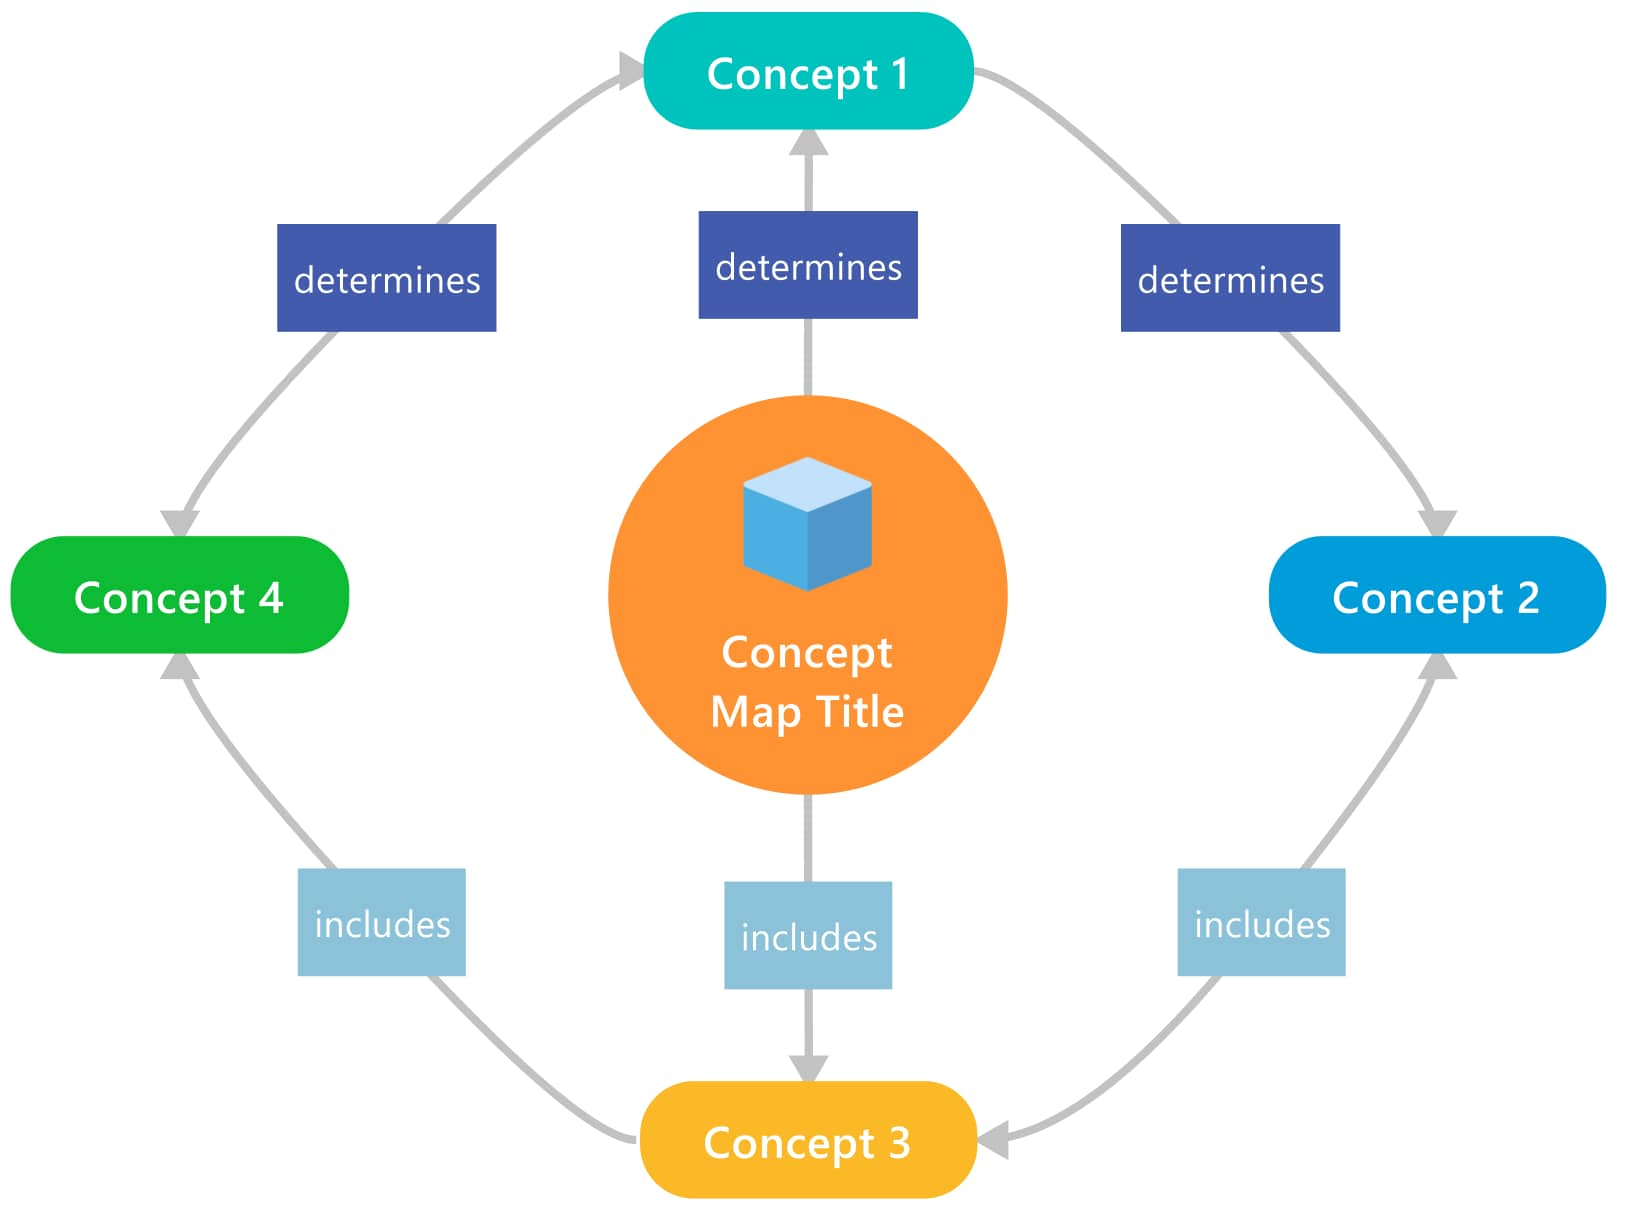 Concept 1
determines
determines
determines
Concept 4
Concept
Map Title
Concept 2
includes
includes
includes
Concept 3